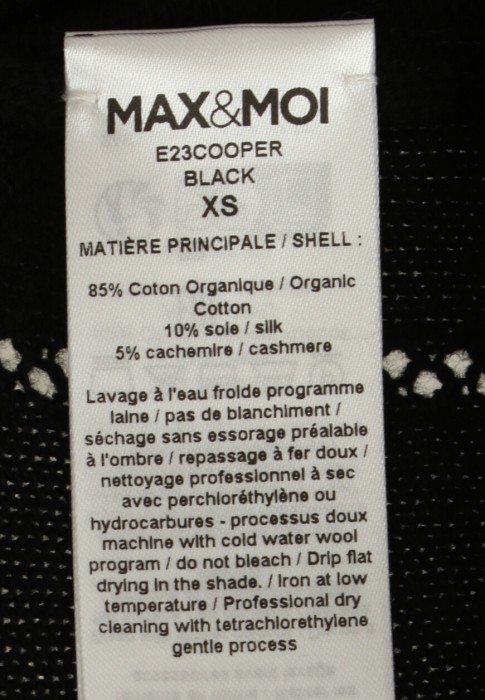 MAX&MOI
E23COOPER
BLACK
XS
MATIÈRE PRINCIPALE / SHELL :
85% Coton Organique / Organic
Cotton
10% soie / silk
5% cachemire / cashmere
Lavage à l'eau froide programme
laine / pas de blanchiment /
séchage sans essorage préalable
à l'ombre / repassage à fer doux /
nettoyage professionnel à sec
avec perchloréthylène ou
hydrocarbures - processus doux
machine with cold water wool
program / do not bleach / Drip flat
drying in the shade. / Iron at low
temperature / Professional dry
cleaning with tetrachlorethylene
gentle process